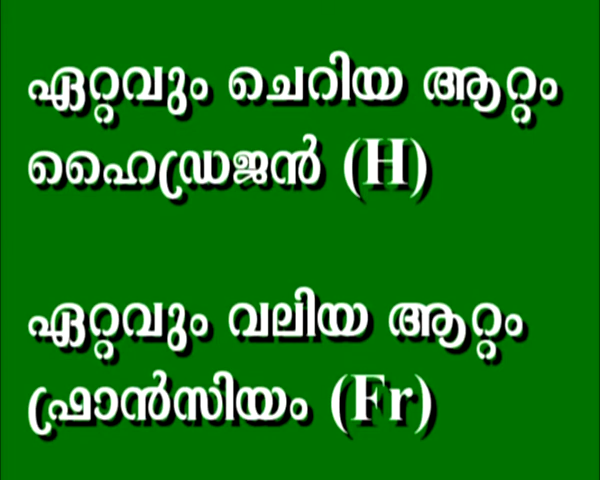 ഏറ്റവും ചെറിയ ആറ്റം
ഹൈഡ്രജൻ (H)
ഏറ്റവും വലിയ ആറ്റം
ഫ്രാൻസിയം (Fr)